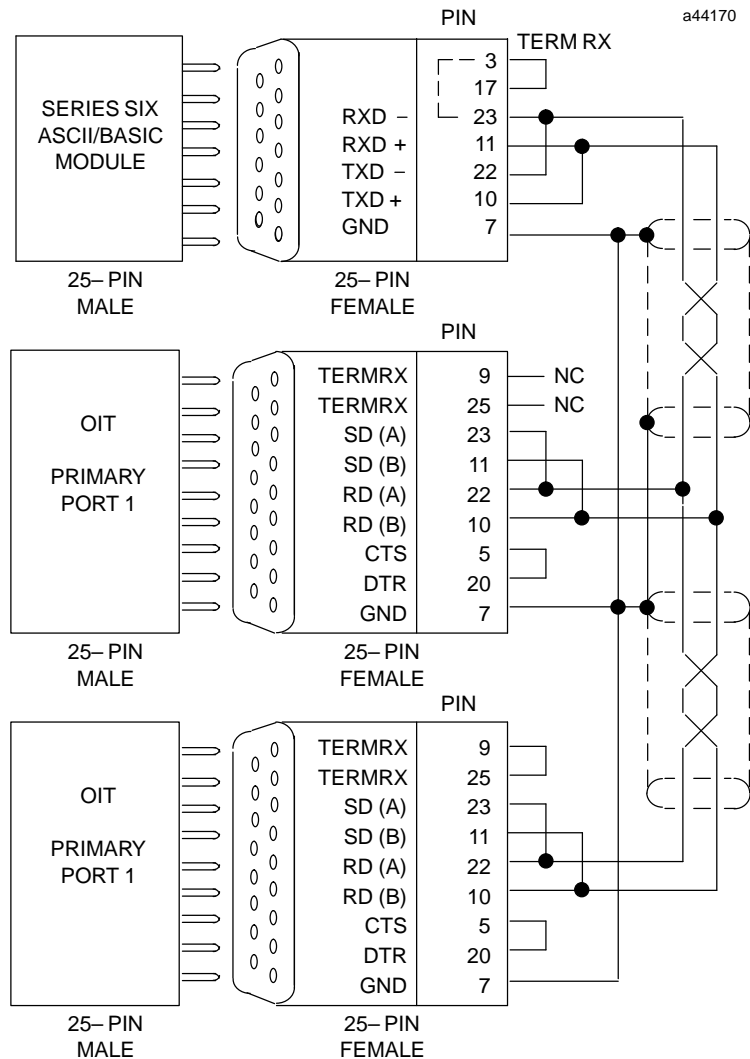 a44170
PIN
TERM RX
SERIES SIX
ASCII/BASIC
MODULE
3
17
RXD – 23
RXD + 11
TXD – 22
TXD + 10
GND 7
25– PIN
MALE
25– PIN
FEMALE
PIN
OIT
PRIMARY
PORT 1
TERMRX 9 NC
TERMRX 25 NC
SD (A) 23
SD (B) 11
RD (A) 22
RD (B) 10
CTS 5
DTR 20
GND 7
25– PIN
MALE
25– PIN
FEMALE
PIN
OIT
PRIMARY
PORT 1
TERMRX 9
TERMRX 25
SD (A) 23
SD (B) 11
RD (A) 22
RD (B) 10
CTS 5
DTR 20
GND 7
25– PIN
MALE
25– PIN
FEMALE